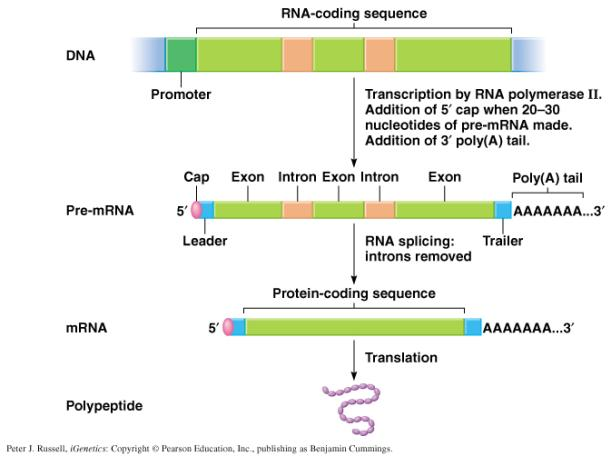 RNA-coding sequence
DNA
Promoter
Transcription by RNA polymerase II.
Addition of 5′ cap when 20–30
nucleotides of pre-mRNA made.
Addition of 3′ poly(A) tail.
Cap Exon Intron Exon Intron Exon Poly(A) tail
Pre-mRNA 5′ AAAAAAA...3′
Leader RNA splicing: Trailer
introns removed
Protein-coding sequence
mRNA 5′ AAAAAAA...3′
Translation
Polypeptide
Peter J. Russell, iGenetics: Copyright © Pearson Education, Inc., publishing as Benjamin Cummings.